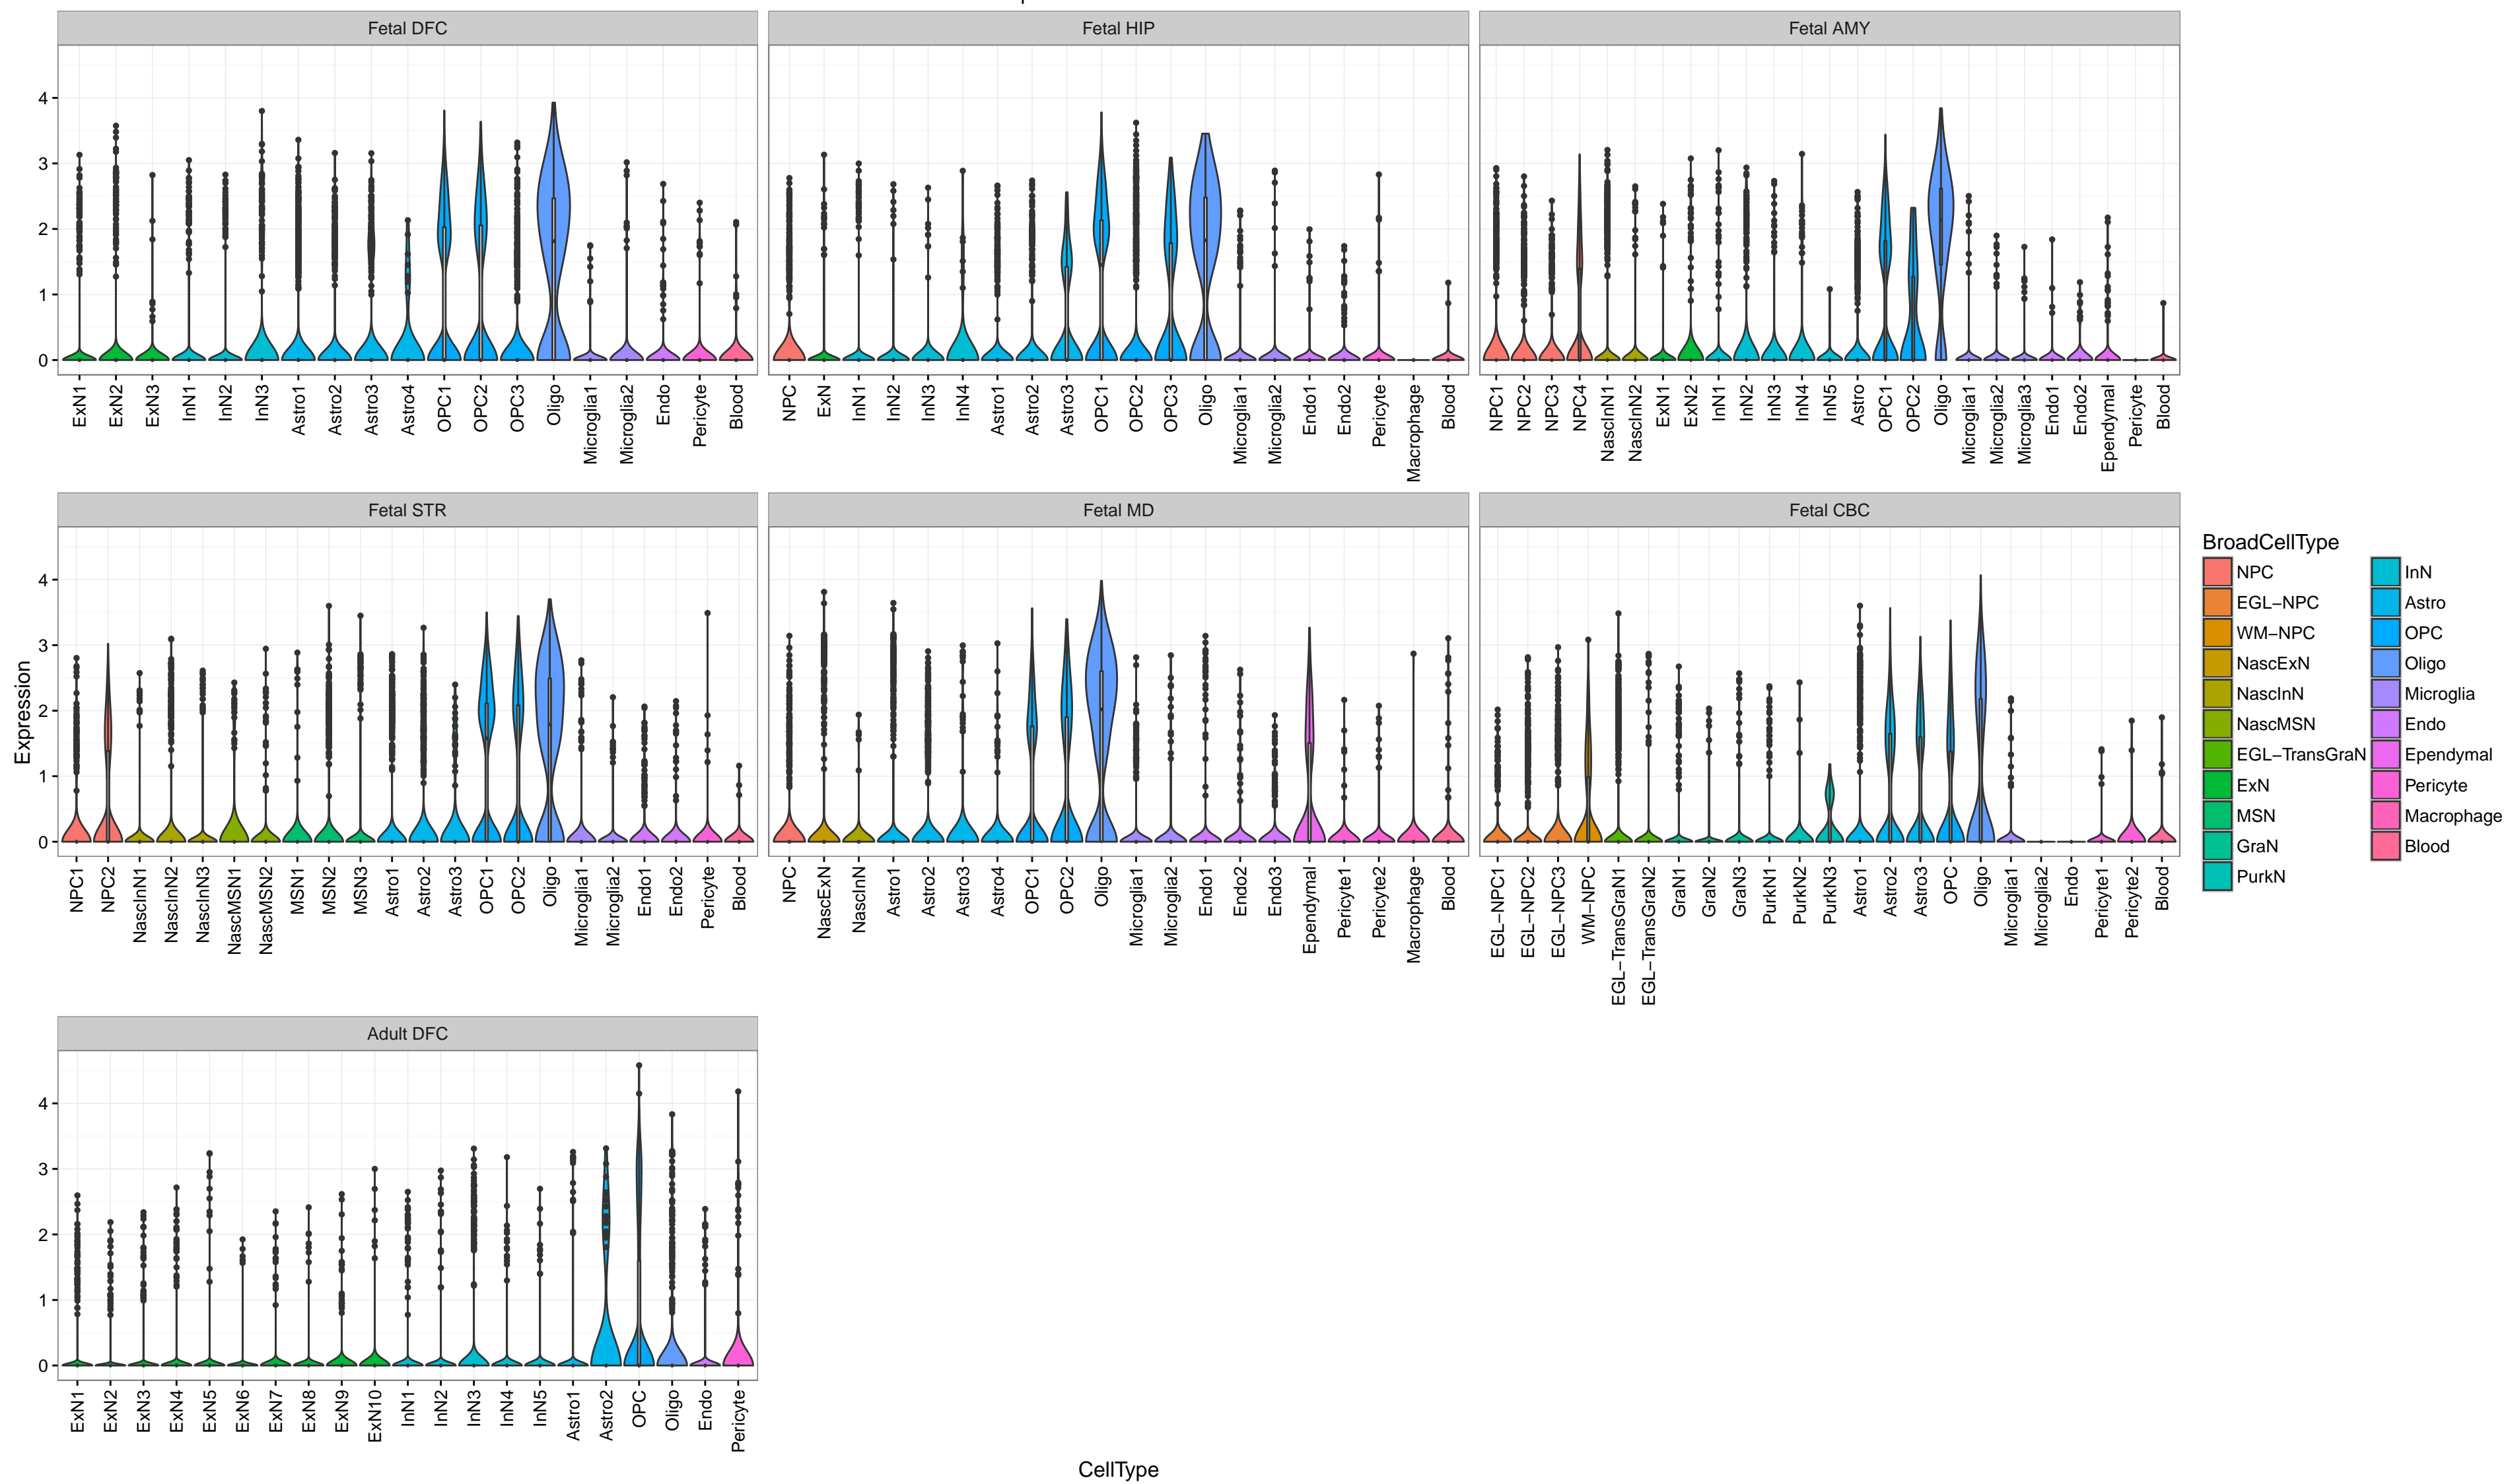 Fetal DFC Fetal HIP Fetal AMY
4
3
2
1
0
ExN1 ExN2 ExN3 InN1 InN2 InN3 Astro1 Astro2 Astro3 Astro4 OPC1 OPC2 OPC3 Oligo Microglia1 Microglia2 Endo Pericyte Blood
NPC ExN InN1 InN2 InN3 InN4 Astro1 Astro2 Astro3 OPC1 OPC2 OPC3 Oligo Microglia1 Microglia2 Endo1 Endo2 Pericyte Macrophage Blood
NPC1 NPC2 NPC3 NPC4 NascInN1 NascInN2 ExN1 ExN2 InN1 InN2 InN3 InN4 InN5 Astro OPC1 OPC2 Oligo Microglia1 Microglia2 Microglia3 Endo1 Endo2 Ependymal Pericyte Blood
Fetal STR Fetal MD Fetal CBC
4
3
2
1
0
Expression
NPC1 NPC2 NascInN1 NascInN2 NascInN3 NascMSN1 NascMSN2 MSN1 MSN2 MSN3 Astro1 Astro2 Astro3 OPC1 OPC2 Oligo Microglia1 Microglia2 Endo1 Endo2 Pericyte Blood
NPC NascExN NascInN Astro1 Astro2 Astro3 Astro4 OPC1 OPC2 Oligo Microglia1 Microglia2 Endo1 Endo2 Endo3 Ependymal Pericyte1 Pericyte2 Macrophage Blood
EGL−NPC1 EGL−NPC2 EGL−NPC3 WM−NPC EGL−TransGraN1 EGL−TransGraN2 GraN1 GraN2 GraN3 PurkN1 PurkN2 PurkN3 Astro1 Astro2 Astro3 OPC Oligo Microglia1 Microglia2 Endo Pericyte1 Pericyte2 Blood
BroadCellType
NPC InN
EGL−NPC Astro
WM−NPC OPC
NascExN Oligo
NascInN Microglia
NascMSN Endo
EGL−TransGraN Ependymal
ExN Pericyte
MSN Macrophage
GraN Blood
PurkN
Adult DFC
4
3
2
1
0
ExN1 ExN2 ExN3 ExN4 ExN5 ExN6 ExN7 ExN8 ExN9 ExN10 InN1 InN2 InN3 InN4 InN5 Astro1 Astro2 OPC Oligo Endo Pericyte
CellType